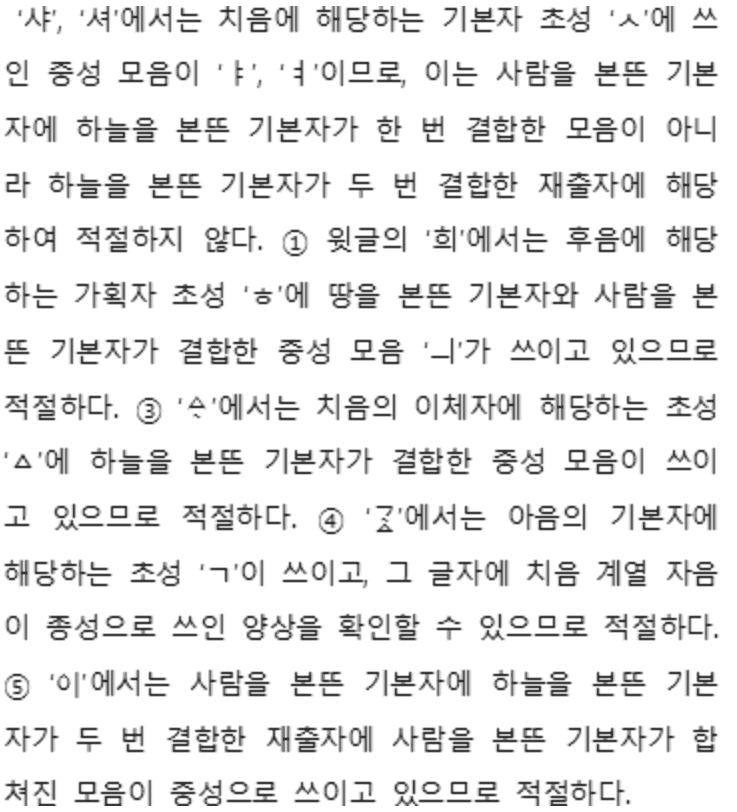 '샤', '셔'에서는 치음에 해당하는 기본자 초성 'ㅅ'에 쓰
인 중성 모음이 'ㅑ', 'ㅕ'이므로, 이는 사람을 본뜬 기본
자에 하늘을 본뜬 기본자가 한 번 결합한 모음이 아니
라 하늘을 본뜬 기본자가 두 번 결합한 재출자에 해당
하여 적절하지 않다. ① 윗글의 '희'에서는 후음에 해당
하는 가획자 초성 'ㅎ'에 땅을 본뜬 기본자와 사람을 본
뜬 기본자가 결합한 중성 모음 'ㅢ'가 쓰이고 있으므로
적절하다. ③ 에서는 치음의 이체자에 해당하는 초성
'ㅿ'에 하늘을 본뜬 기본자가 결합한 중성 모음이 쓰이
고 있으므로 적절하다. ④ 에서는 아음의 기본자에
해당하는 초성 'ㄱ'이 쓰이고, 그 글자에 치음 계열 자음
이 종성으로 쓰인 양상을 확인할 수 있으므로 적절하다.
⑤ '이'에서는 사람을 본뜬 기본자에 하늘을 본뜬 기본
자가 두 번 결합한 재출자에 사람을 본뜬 기본자가 합
쳐진 모음이 중성으로 쓰이고 있으므로 적절하다.